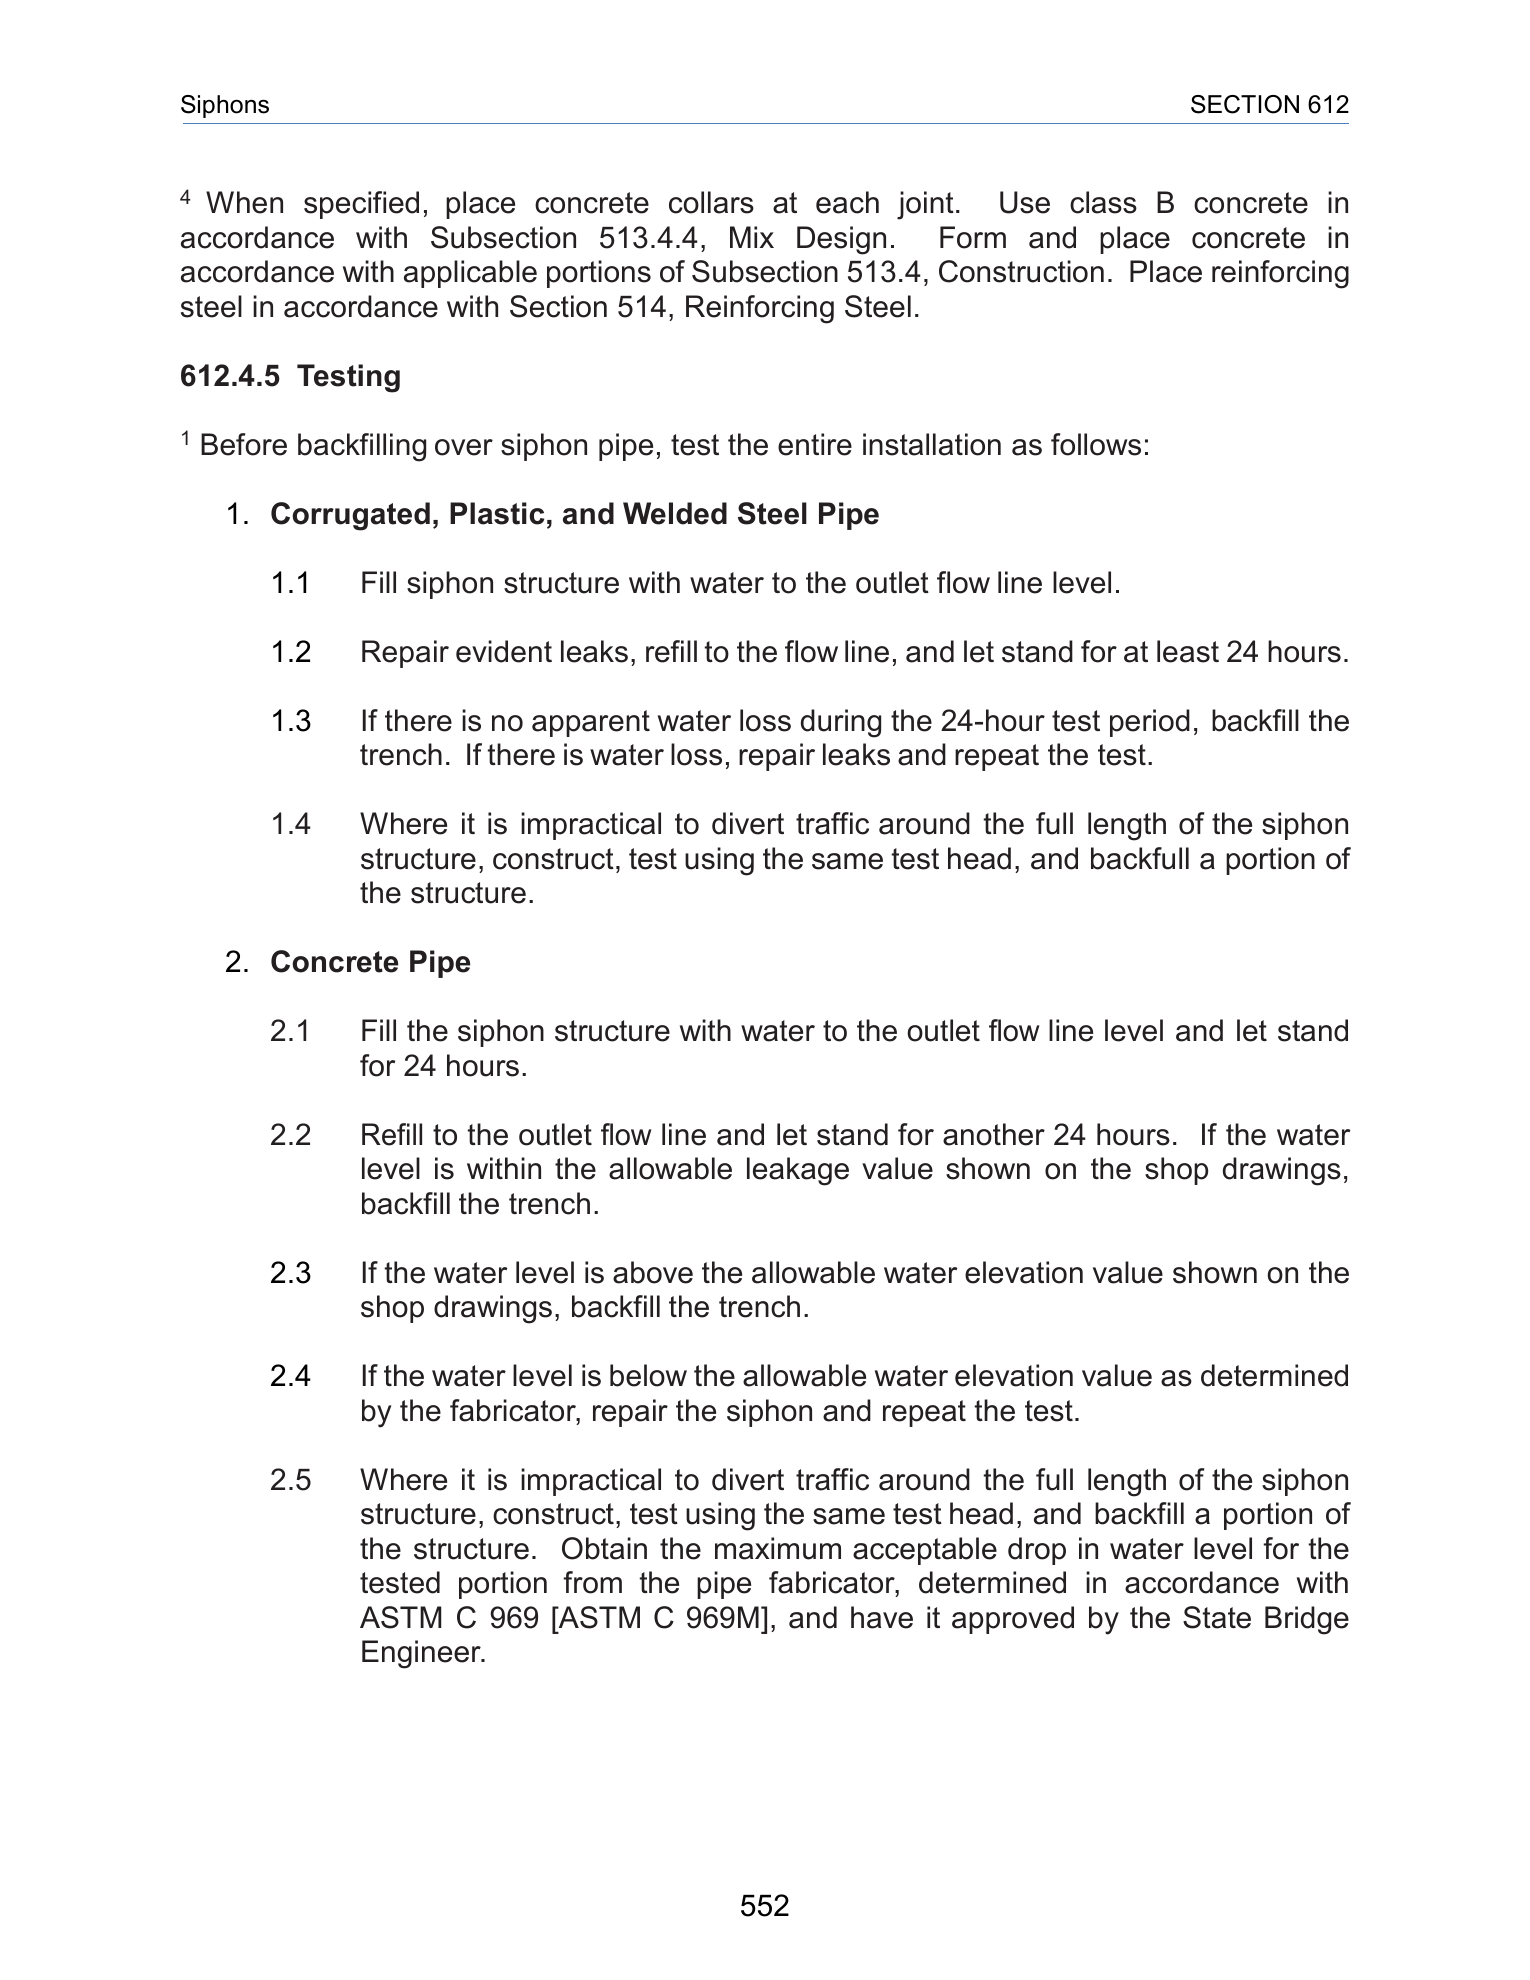 Siphons SECTION 612
4 When specified, place concrete collars at each joint. Use class B concrete in
accordance with Subsection 513.4.4, Mix Design. Form and place concrete in
accordance with applicable portions of Subsection 513.4, Construction. Place reinforcing
steel in accordance with Section 514, Reinforcing Steel.
612.4.5 Testing
1 Before backfilling over siphon pipe, test the entire installation as follows:
1. Corrugated, Plastic, and Welded Steel Pipe
1.1 Fill siphon structure with water to the outlet flow line level.
1.2 Repair evident leaks, refill to the flow line, and let stand for at least 24 hours.
1.3 If there is no apparent water loss during the 24-hour test period, backfill the
trench. If there is water loss, repair leaks and repeat the test.
1.4 Where it is impractical to divert traffic around the full length of the siphon
structure, construct, test using the same test head, and backfull a portion of
the structure.
2. Concrete Pipe
2.1 Fill the siphon structure with water to the outlet flow line level and let stand
for 24 hours.
2.2 Refill to the outlet flow line and let stand for another 24 hours. If the water
level is within the allowable leakage value shown on the shop drawings,
backfill the trench.
2.3 If the water level is above the allowable water elevation value shown on the
shop drawings, backfill the trench.
2.4 If the water level is below the allowable water elevation value as determined
by the fabricator, repair the siphon and repeat the test.
2.5 Where it is impractical to divert traffic around the full length of the siphon
structure, construct, test using the same test head, and backfill a portion of
the structure. Obtain the maximum acceptable drop in water level for the
tested portion from the pipe fabricator, determined in accordance with
ASTM C 969 [ASTM C 969M], and have it approved by the State Bridge
Engineer.
552